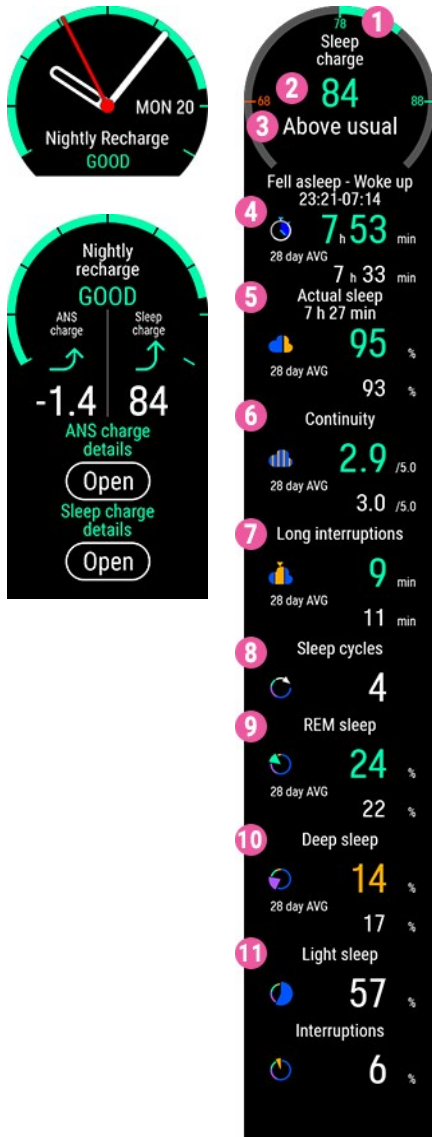 MON 20
Nightly Recharge
GOOD
Nightly
recharge
GOOD
ANS
charge
Sleep
charge
-1.4
84
ANS charge
details
Open
Sleep charge
details
Open
1
78
Sleep
charge
2
84
68
88
3
Above usual
Fell asleep - Woke up
23:21-07:14
4
7 h 53 min
28 day AVG
7 h 33 min
5
Actual sleep
7 h 27 min
95 %
28 day AVG
93 %
6
Continuity
2.9 /5.0
28 day AVG
3.0 /5.0
7
Long interruptions
9 min
28 day AVG
11 min
8
Sleep cycles
4
9
REM sleep
24 %
28 day AVG
22 %
10
Deep sleep
14 %
28 day AVG
17 %
11
Light sleep
57 %
Interruptions
6 %